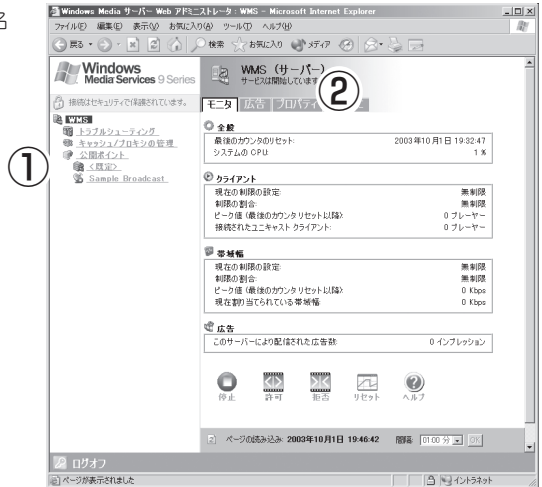 名
Windows Media サーバー Web アドミニストレータ : WMS - Microsoft Internet Explorer
ファイル(F) 編集(E) 表示(V) お気に入り(A) ツール(T) ヘルプ(H)
戻る 検索 お気に入り メディア
Windows
Media Services 9 Series
接続はセキュリティで保護されています。
WMS
トラブルシューティング
キャッシュ/プロキシの管理
公開ポイント
<既定>
Sample Broadcast
①
WMS (サーバー)
サービスは開始しています
②
モニタ 広告 プロパティ
全般
最後のカウンタのリセット: 2003年10月1日 19:32:47
システムの CPU: 1 %
クライアント
現在の制限の設定: 無制限
制限の割合: 無制限
ピーク値 (最後のカウンタ リセット以降): 0 プレーヤー
接続されたユニキャスト クライアント: 0 プレーヤー
帯域幅
現在の制限の設定: 無制限
制限の割合: 無制限
ピーク値 (最後のカウンタ リセット以降): 0 Kbps
現在割り当てられている帯域幅 0 Kbps
広告
このサーバーにより配信された広告数: 0 インプレッション
停止 許可 拒否 リセット ヘルプ
ページの読み込み: 2003年10月1日 19:46:42 間隔: 01:00 分 OK
ログオフ
ページが表示されました イントラネット